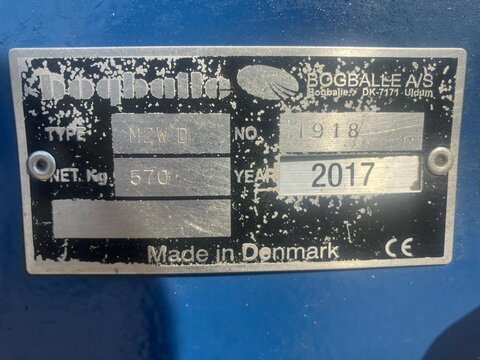 bogballe
BOGBALLE A/S
Bogballe, DK-7171 Uldum
TYPE M2W D NO. 1918
NET. Kg. 570 YEAR 2017
Made in Denmark CE